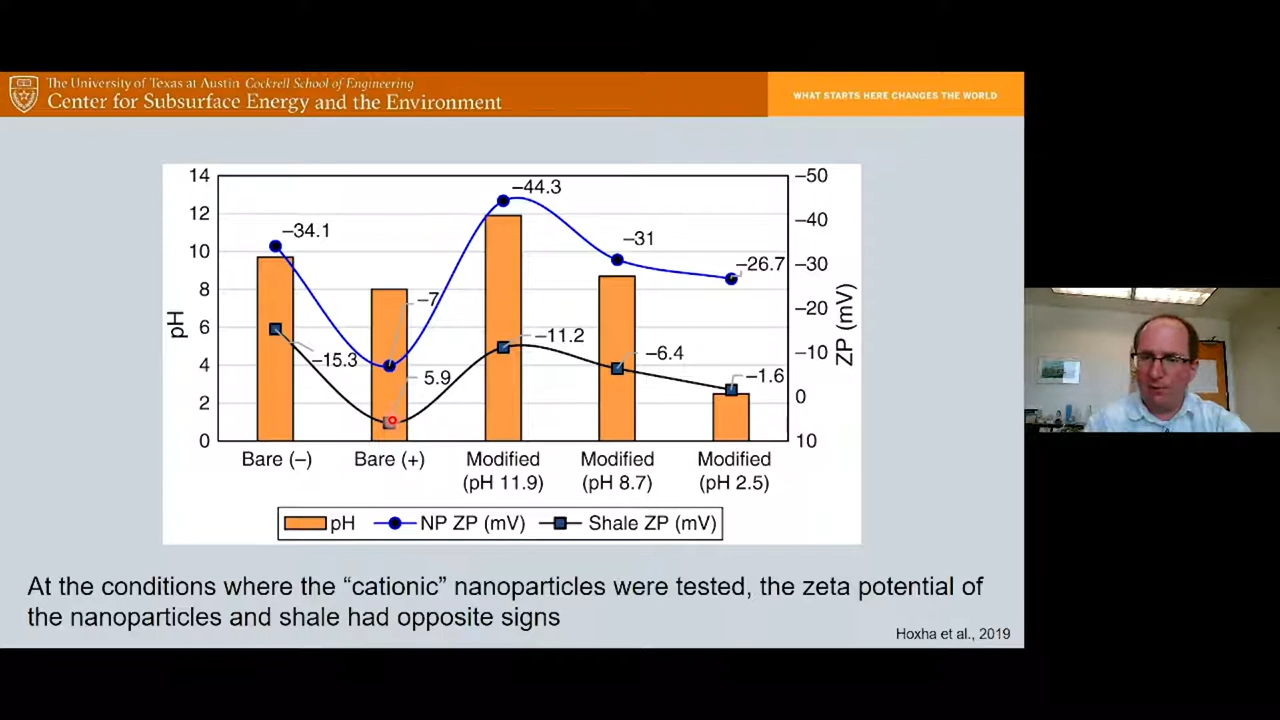 The University of Texas at Austin Cockrell School of Engineering
Center for Subsurface Energy and the Environment
WHAT STARTS HERE CHANGES THE WORLD
14
12
10
8
6
4
2
0
pH
–50
–40
–30
–20
–10
0
10
ZP (mV)
–34.1
–7
–44.3
–31
–26.7
–15.3
5.9
–11.2
–6.4
–1.6
Bare (–)
Bare (+)
Modified
(pH 11.9)
Modified
(pH 8.7)
Modified
(pH 2.5)
pH
NP ZP (mV)
Shale ZP (mV)
At the conditions where the “cationic” nanoparticles were tested, the zeta potential of
the nanoparticles and shale had opposite signs
Hoxha et al., 2019